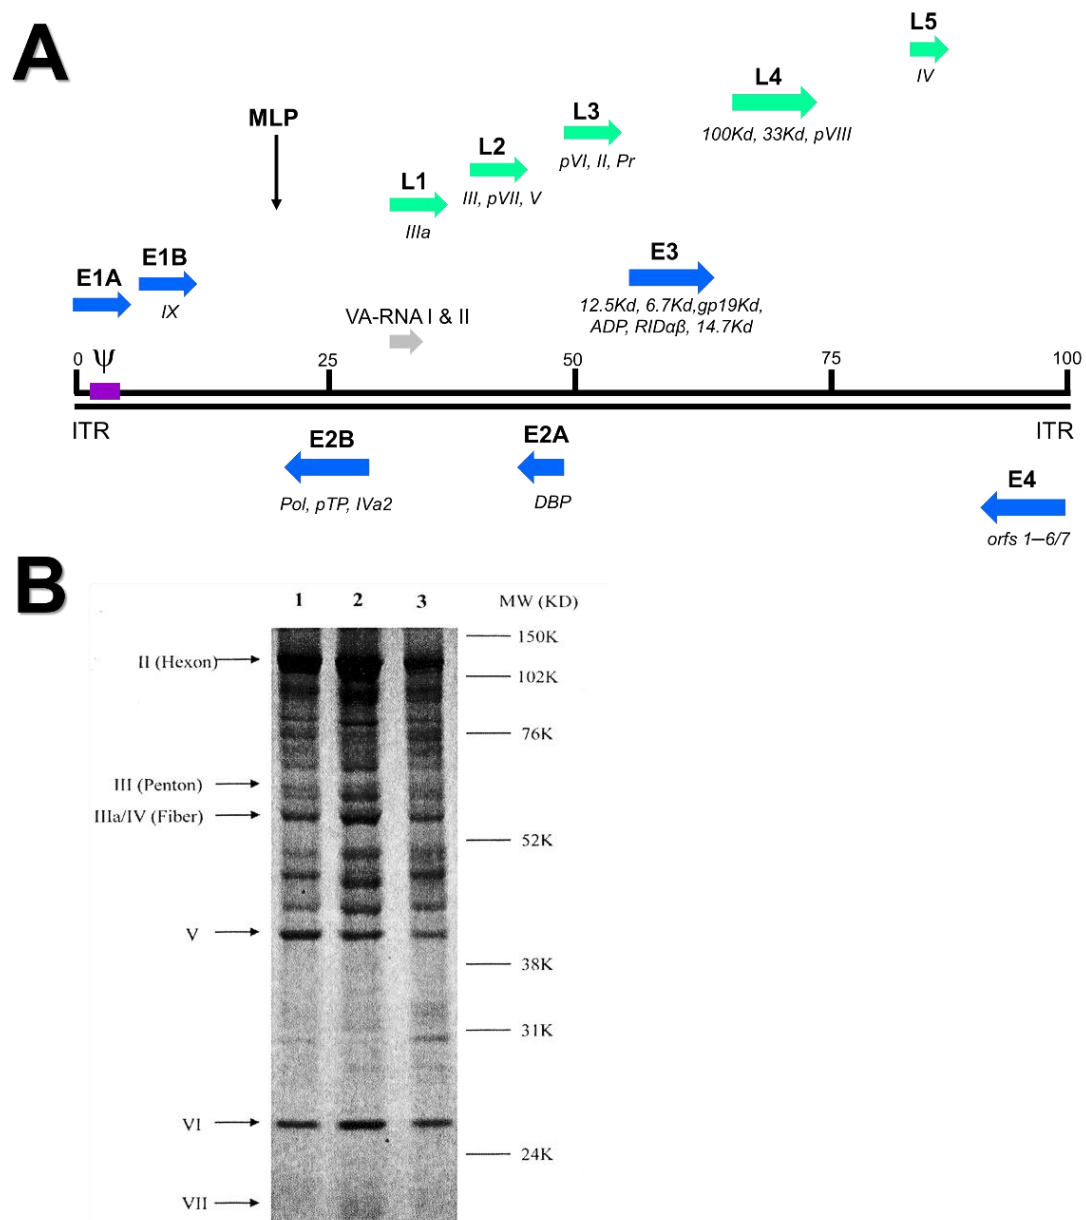 A
L5
IV
L4
100Kd, 33Kd, pVIII
MLP
L3
pVI, II, Pr
L2
III, pVII, V
L1
IIIa
E1A
E1B
IX
E3
12.5Kd, 6.7Kd,gp19Kd,
ADP, RIDαβ, 14.7Kd
VA-RNA I & II
0 Ψ 25 50 75 100
ITR ITR
E2B
Pol, pTP, IVa2
E2A
DBP
E4
orfs 1–6/7
B
1 2 3 MW (KD)
150K
II (Hexon)
102K
76K
III (Penton)
IIIa/IV (Fiber)
52K
V
38K
31K
VI
24K
VII